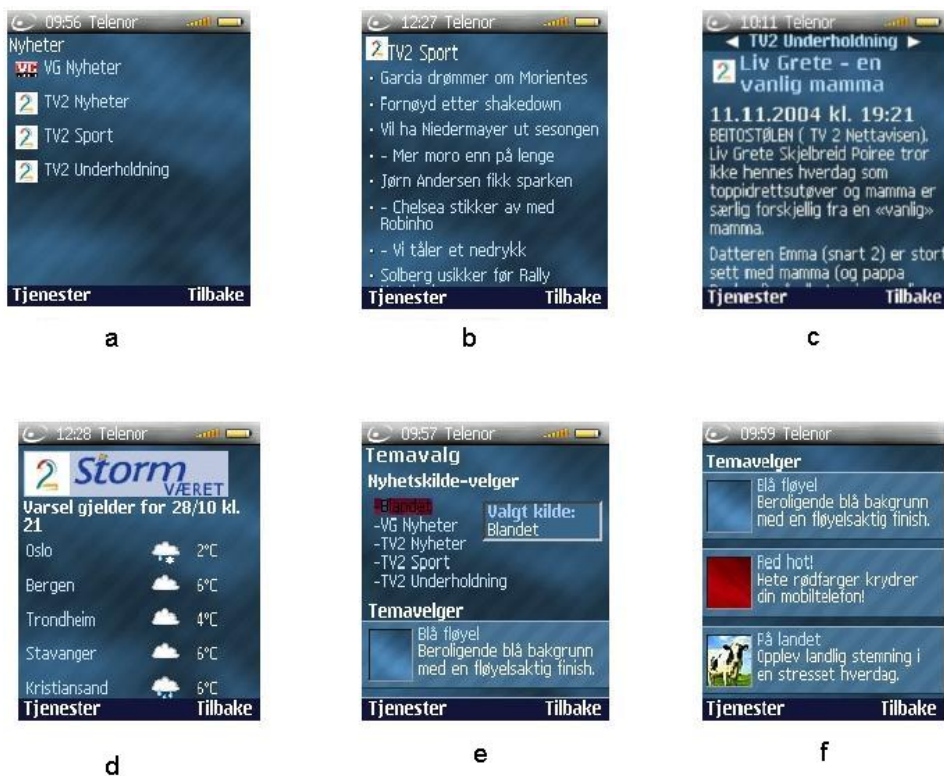 09:56 Telenor
Nyheter
VG VG Nyheter
2 TV2 Nyheter
2 TV2 Sport
2 TV2 Underholdning
Tjenester Tilbake
a
12:27 Telenor
2 TV2 Sport
· Garcia drømmer om Morientes
· Fornøyd etter shakedown
· Vil ha Niedermayer ut sesongen
· - Mer moro enn på lenge
· Jørn Andersen fikk sparken
· - Chelsea stikker av med
Robinho
· - Vi tåler et nedrykk
· Solberg usikker før Rally
Tjenester Tilbake
b
10:11 Telenor
◄ TV2 Underholdning ►
2 Liv Grete - en
vanlig mamma
11.11.2004 kl. 19:21
BEITOSTØLEN ( TV 2 Nettavisen).
Liv Grete Skjelbreid Poiree tror
ikke hennes hverdag som
toppidrettsutøver og mamma er
særlig forskjellig fra en «vanlig»
mamma.
Datteren Emma (snart 2) er stort
sett med mamma (og pappa
Tjenester Tilbake
c
12:28 Telenor
2 Storm
VÆRET
Varsel gjelder for 28/10 kl.
21
Oslo 2°C
Bergen 6°C
Trondheim 4°C
Stavanger 6°C
Kristiansand 6°C
Tjenester Tilbake
d
09:57 Telenor
Temavalg
Nyhetskilde-velger
-Blandet
-VG Nyheter
-TV2 Nyheter
-TV2 Sport
-TV2 Underholdning
Valgt kilde:
Blandet
Temavelger
Blå fløyel
Beroligende blå bakgrunn
med en fløyelsaktig finish.
Tjenester Tilbake
e
09:59 Telenor
Temavelger
Blå fløyel
Beroligende blå bakgrunn
med en fløyelsaktig finish.
Red hot!
Hete rødfarger krydrer
din mobiltelefon!
På landet
Opplev landlig stemning i
en stresset hverdag.
Tjenester Tilbake
f